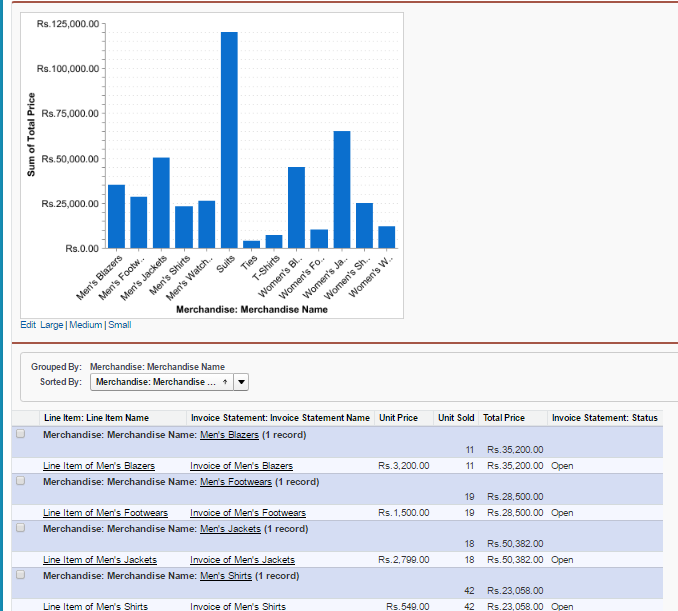 Rs.125,000.00
Rs.100,000.00
Rs.75,000.00
Rs.50,000.00
Rs.25,000.00
Rs.0.00
Sum of Total Price
Men's Blazers
Men's Footw..
Men's Jackets
Men's Shirts
Men's Watch..
Suits
Ties
T-Shirts
Women's Bl..
Women's Fo..
Women's Ja..
Women's Sh..
Women's W..
Merchandise: Merchandise Name
Edit Large | Medium | Small
Grouped By: Merchandise: Merchandise Name
Sorted By: Merchandise: Merchandise ... ↑
Line Item: Line Item Name Invoice Statement: Invoice Statement Name Unit Price Unit Sold Total Price Invoice Statement: Status
Merchandise: Merchandise Name: Men's Blazers (1 record)
11 Rs.35,200.00
Line Item of Men's Blazers Invoice of Men's Blazers Rs.3,200.00 11 Rs.35,200.00 Open
Merchandise: Merchandise Name: Men's Footwears (1 record)
19 Rs.28,500.00
Line Item of Men's Footwears Invoice of Men's Footwears Rs.1,500.00 19 Rs.28,500.00 Open
Merchandise: Merchandise Name: Men's Jackets (1 record)
18 Rs.50,382.00
Line Item of Men's Jackets Invoice of Men's Jackets Rs.2,799.00 18 Rs.50,382.00 Open
Merchandise: Merchandise Name: Men's Shirts (1 record)
42 Rs.23,058.00
Line Item of Men's Shirts Invoice of Men's Shirts Rs.549.00 42 Rs.23,058.00 Open